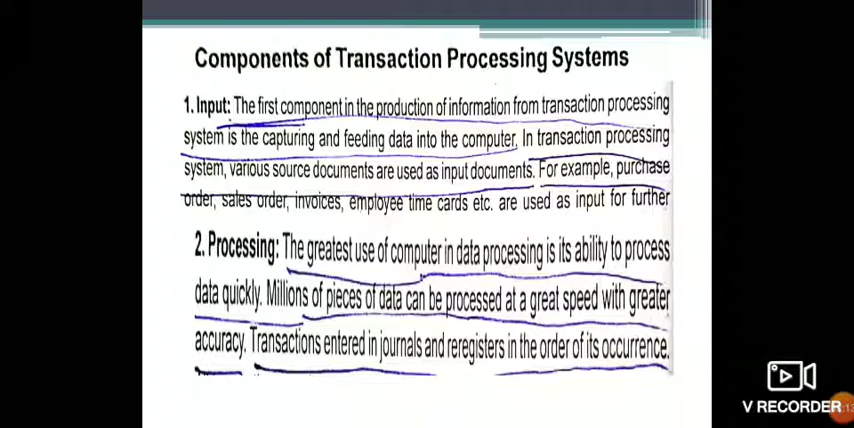 Components of Transaction Processing Systems
1. Input: The first component in the production of information from transaction processing
system is the capturing and feeding data into the computer. In transaction processing
system, various source documents are used as input documents. For example, purchase
order, sales order, invoices, employee time cards etc. are used as input for further
2. Processing: The greatest use of computer in data processing is its ability to process
data quickly. Millions of pieces of data can be processed at a great speed with greater
accuracy. Transactions entered in journals and reregisters in the order of its occurrence.
V RECORDER